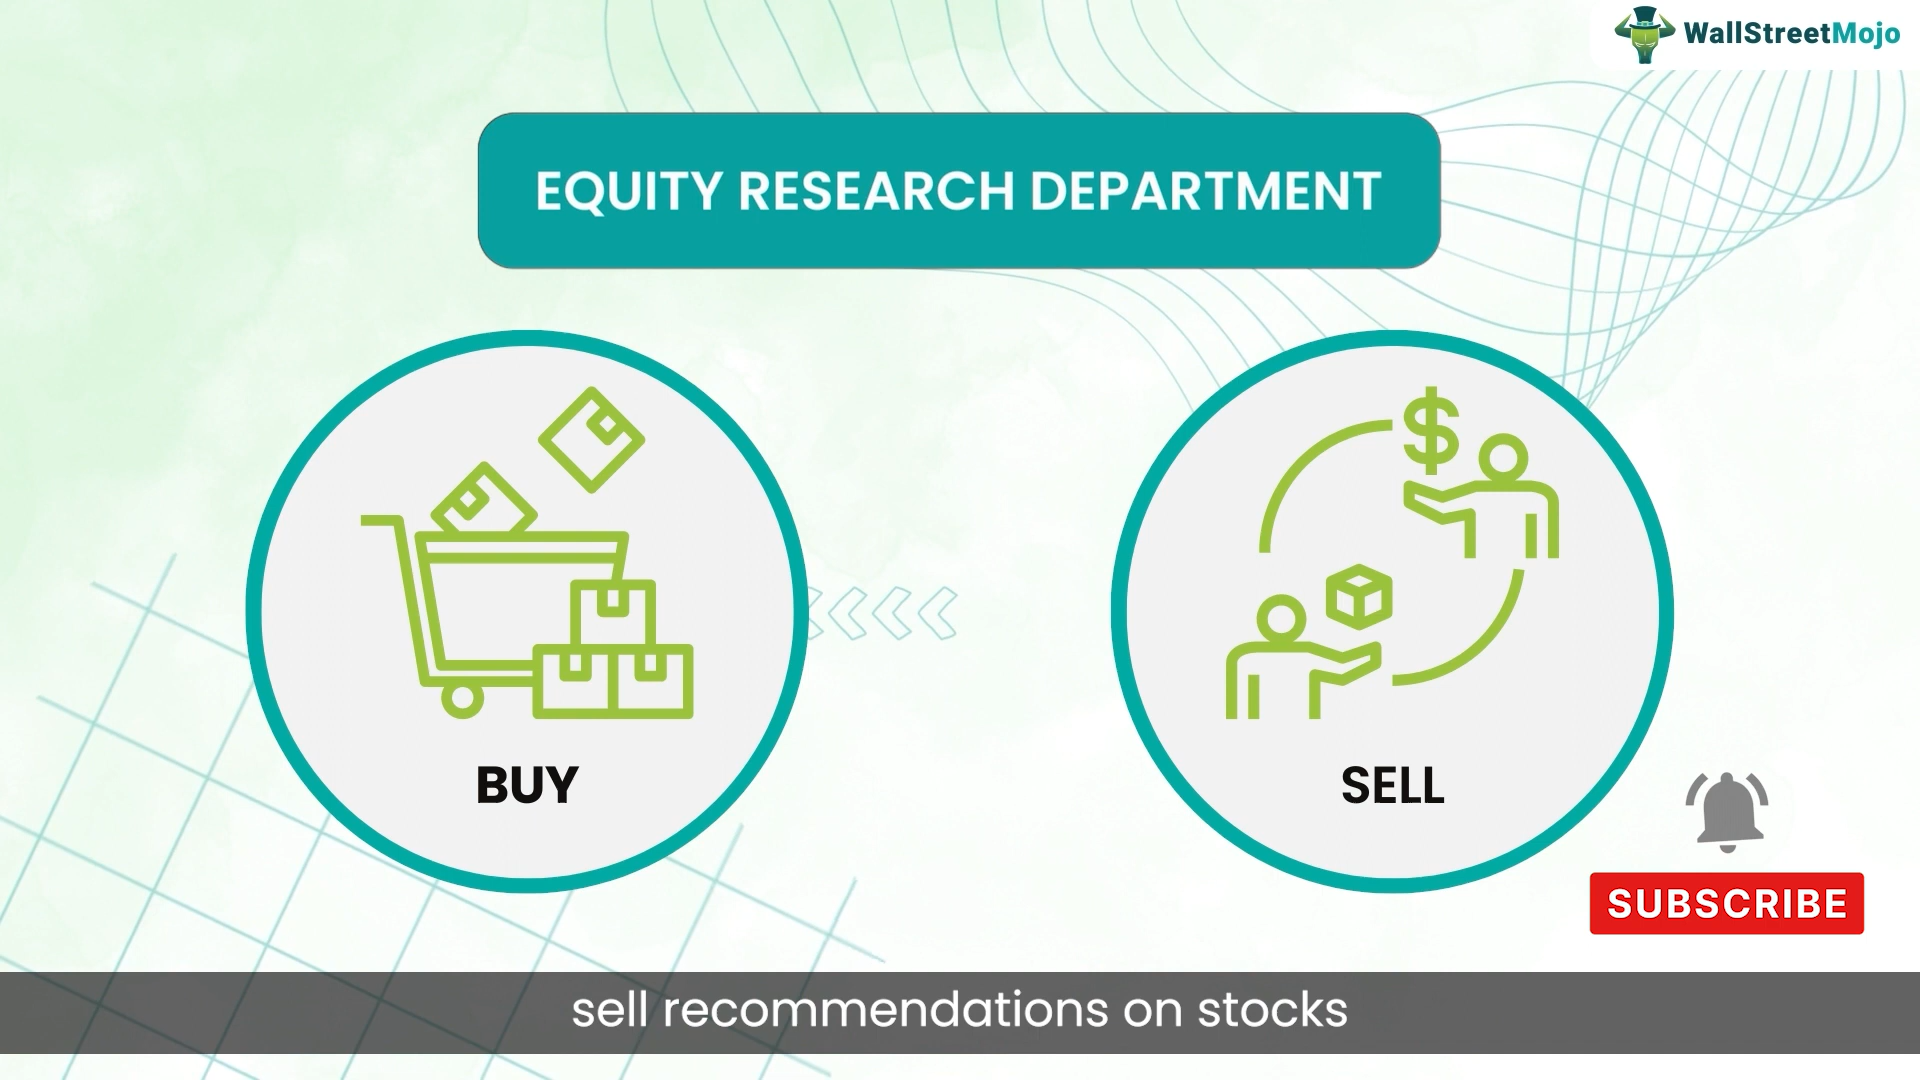 WallStreetMojo
EQUITY RESEARCH DEPARTMENT
BUY
SELL
SUBSCRIBE
sell recommendations on stocks